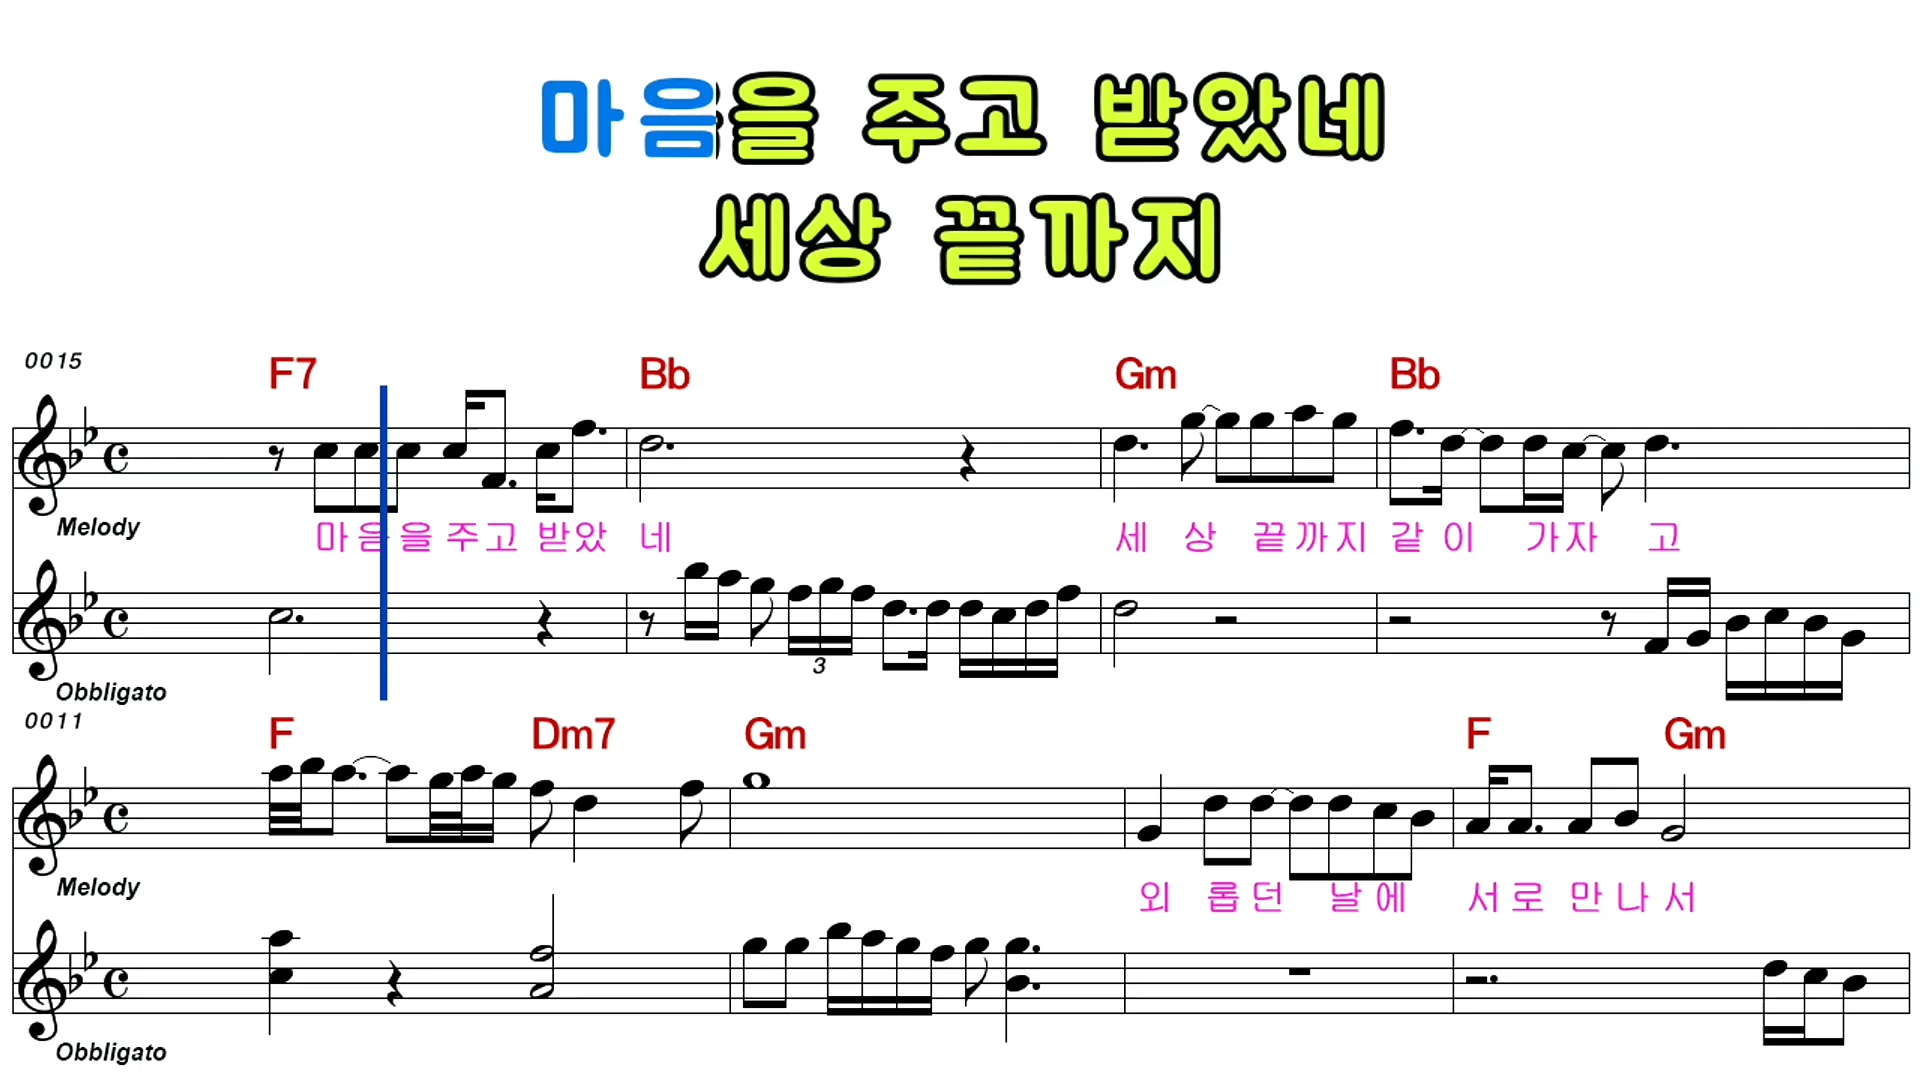 마음을 주고 받았네
세상 끝까지
0015
F7 Bb Gm Bb
Melody
마음을주고 받았 네 세 상 끝까지 같 이 가자 고
3
Obbligato
0011
F Dm7 Gm F Gm
Melody
외 롭던 날에 서로 만나서
Obbligato